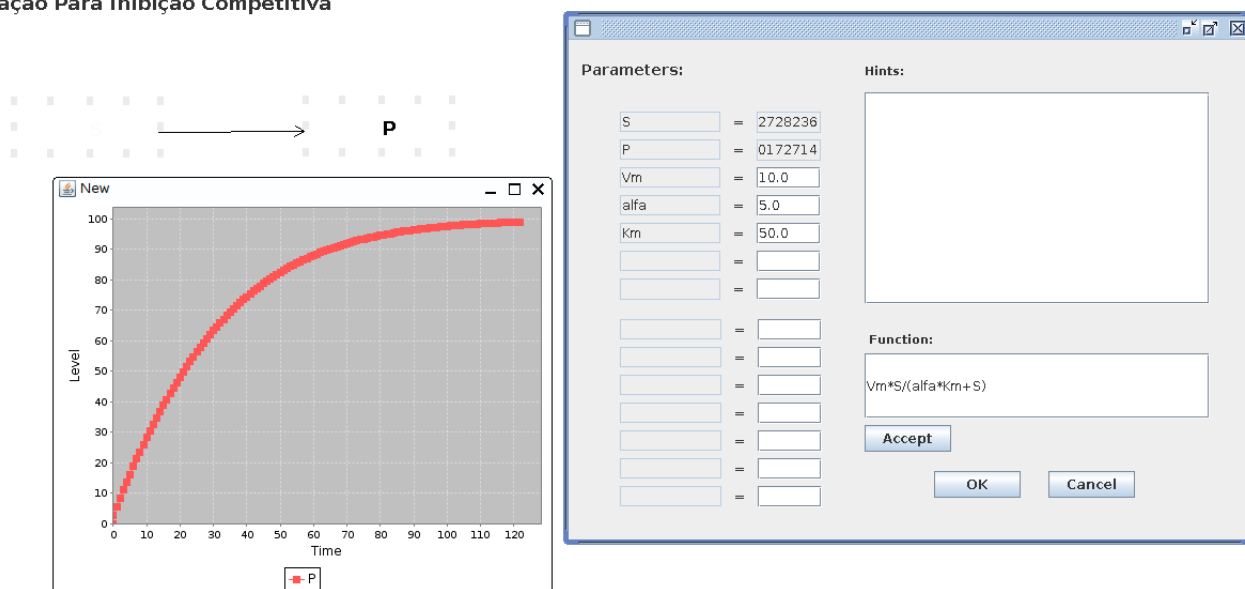 ação Para Inibição Competitiva
S
P
New
Level
100
90
80
70
60
50
40
30
20
10
0
0 10 20 30 40 50 60 70 80 90 100 110 120
Time
P
Parameters:
S = 2728236
P = 0172714
Vm = 10.0
alfa = 5.0
Km = 50.0
=
=
=
=
=
=
=
=
=
Hints:
Function:
Vm*S/(alfa*Km+S)
Accept
OK Cancel